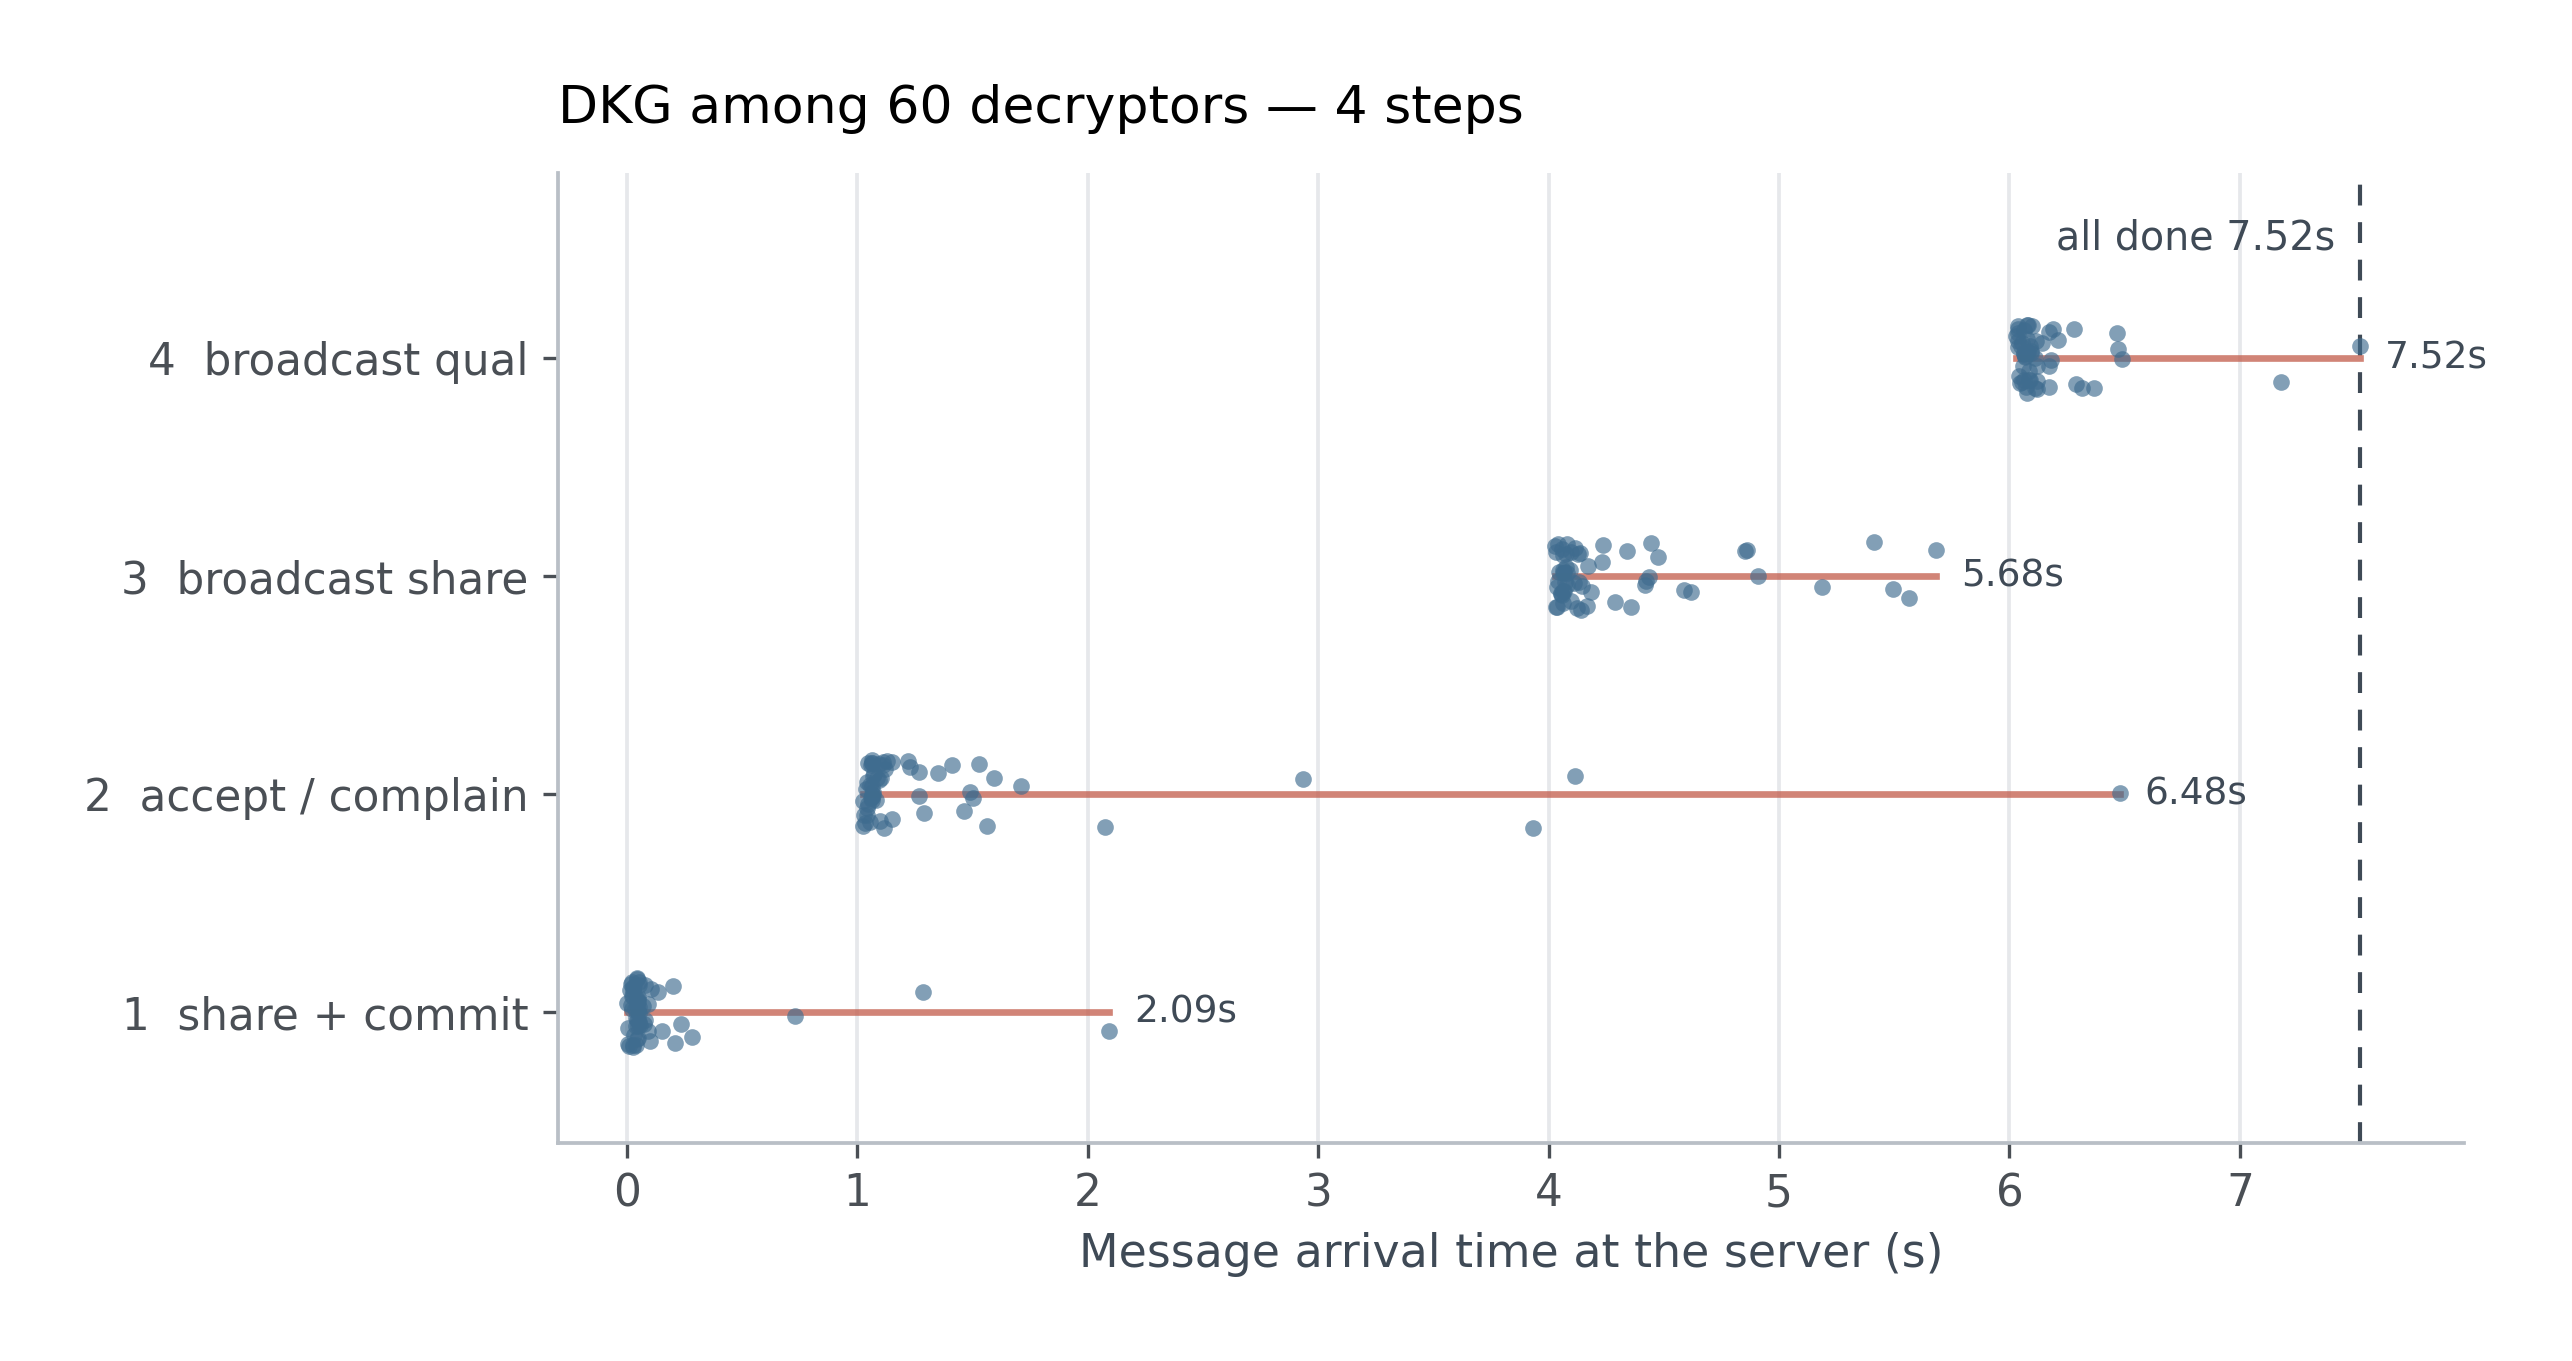 DKG among 60 decryptors — 4 steps
all done 7.52s
4 broadcast qual
7.52s
3 broadcast share
5.68s
2 accept / complain
6.48s
1 share + commit
2.09s
0 1 2 3 4 5 6 7
Message arrival time at the server (s)